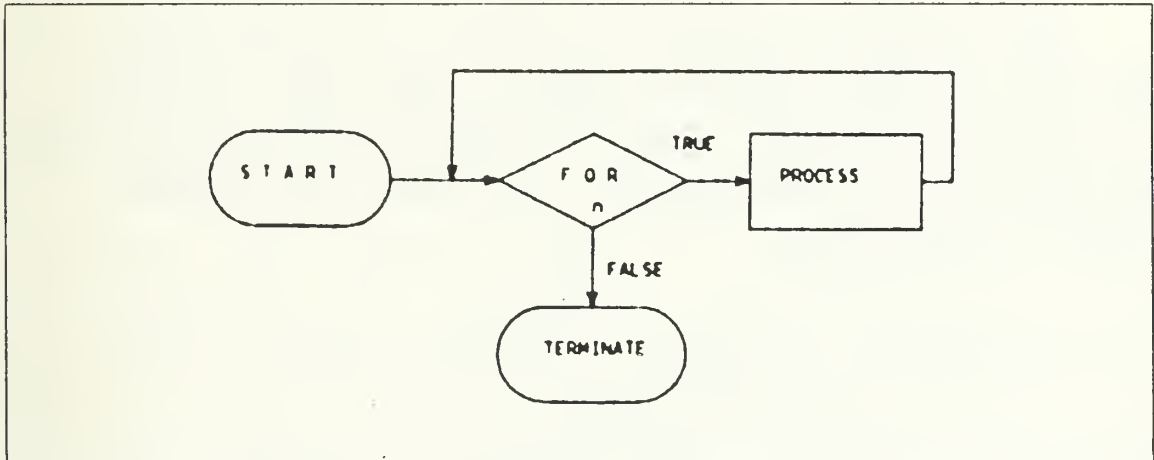 START
FOR
n
TRUE
PROCESS
FALSE
TERMINATE